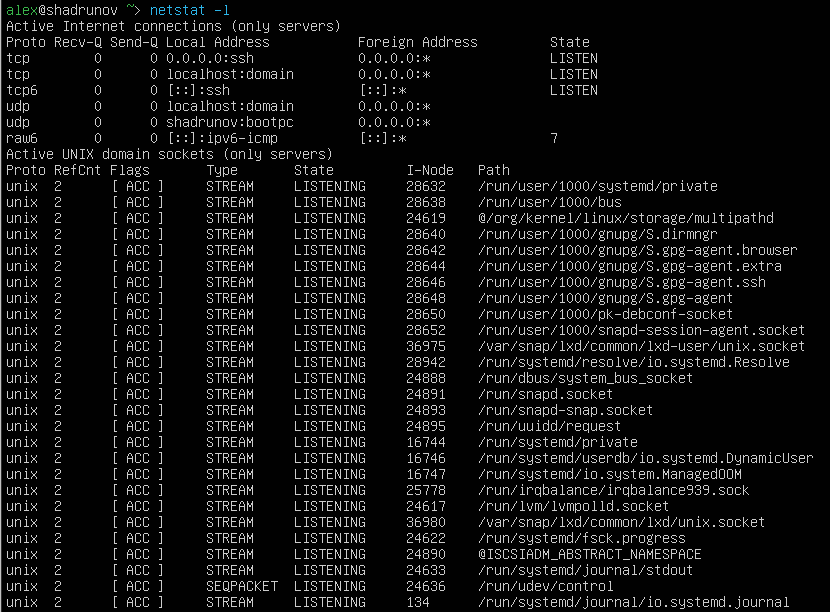 alex@shadrunov ~> netstat -l
Active Internet connections (only servers)
Proto Recv-Q Send-Q Local Address           Foreign Address         State
tcp        0      0 0.0.0.0:ssh             0.0.0.0:*               LISTEN
tcp        0      0 localhost:domain        0.0.0.0:*               LISTEN
tcp6       0      0 [::]:ssh                [::]:*                  LISTEN
udp        0      0 localhost:domain        0.0.0.0:*
udp        0      0 shadrunov:bootpc        0.0.0.0:*
raw6       0      0 [::]:ipv6-icmp          [::]:*                  7
Active UNIX domain sockets (only servers)
Proto RefCnt Flags       Type       State         I-Node   Path
unix  2      [ ACC ]     STREAM     LISTENING     28632    /run/user/1000/systemd/private
unix  2      [ ACC ]     STREAM     LISTENING     28638    /run/user/1000/bus
unix  2      [ ACC ]     STREAM     LISTENING     24619    @/org/kernel/linux/storage/multipathd
unix  2      [ ACC ]     STREAM     LISTENING     28640    /run/user/1000/gnupg/S.dirmngr
unix  2      [ ACC ]     STREAM     LISTENING     28642    /run/user/1000/gnupg/S.gpg-agent.browser
unix  2      [ ACC ]     STREAM     LISTENING     28644    /run/user/1000/gnupg/S.gpg-agent.extra
unix  2      [ ACC ]     STREAM     LISTENING     28646    /run/user/1000/gnupg/S.gpg-agent.ssh
unix  2      [ ACC ]     STREAM     LISTENING     28648    /run/user/1000/gnupg/S.gpg-agent
unix  2      [ ACC ]     STREAM     LISTENING     28650    /run/user/1000/pk-debconf-socket
unix  2      [ ACC ]     STREAM     LISTENING     28652    /run/user/1000/snapd-session-agent.socket
unix  2      [ ACC ]     STREAM     LISTENING     36975    /var/snap/lxd/common/lxd-user/unix.socket
unix  2      [ ACC ]     STREAM     LISTENING     28942    /run/systemd/resolve/io.systemd.Resolve
unix  2      [ ACC ]     STREAM     LISTENING     24888    /run/dbus/system_bus_socket
unix  2      [ ACC ]     STREAM     LISTENING     24891    /run/snapd.socket
unix  2      [ ACC ]     STREAM     LISTENING     24893    /run/snapd-snap.socket
unix  2      [ ACC ]     STREAM     LISTENING     24895    /run/uuidd/request
unix  2      [ ACC ]     STREAM     LISTENING     16744    /run/systemd/private
unix  2      [ ACC ]     STREAM     LISTENING     16746    /run/systemd/userdb/io.systemd.DynamicUser
unix  2      [ ACC ]     STREAM     LISTENING     16747    /run/systemd/io.system.ManagedOOM
unix  2      [ ACC ]     STREAM     LISTENING     25778    /run/irqbalance/irqbalance939.sock
unix  2      [ ACC ]     STREAM     LISTENING     24617    /run/lvm/lvmpolld.socket
unix  2      [ ACC ]     STREAM     LISTENING     36980    /var/snap/lxd/common/lxd/unix.socket
unix  2      [ ACC ]     STREAM     LISTENING     24622    /run/systemd/fsck.progress
unix  2      [ ACC ]     STREAM     LISTENING     24890    @ISCSIADM_ABSTRACT_NAMESPACE
unix  2      [ ACC ]     STREAM     LISTENING     24633    /run/systemd/journal/stdout
unix  2      [ ACC ]     SEQPACKET  LISTENING     24636    /run/udev/control
unix  2      [ ACC ]     STREAM     LISTENING     134      /run/systemd/journal/io.systemd.journal